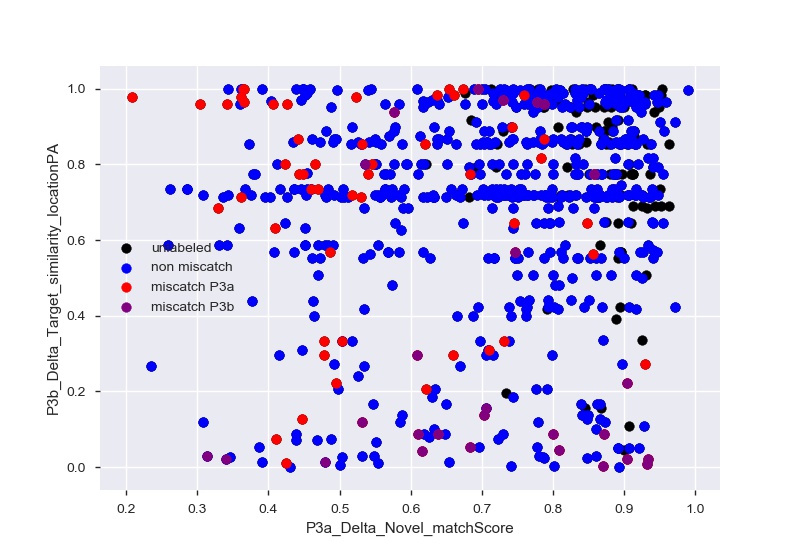 1.0
0.8
0.6
0.4
0.2
0.0
P3b_Delta_Target_similarity_locationPA
unlabeled
non miscatch
miscatch P3a
miscatch P3b
0.2 0.3 0.4 0.5 0.6 0.7 0.8 0.9 1.0
P3a_Delta_Novel_matchScore